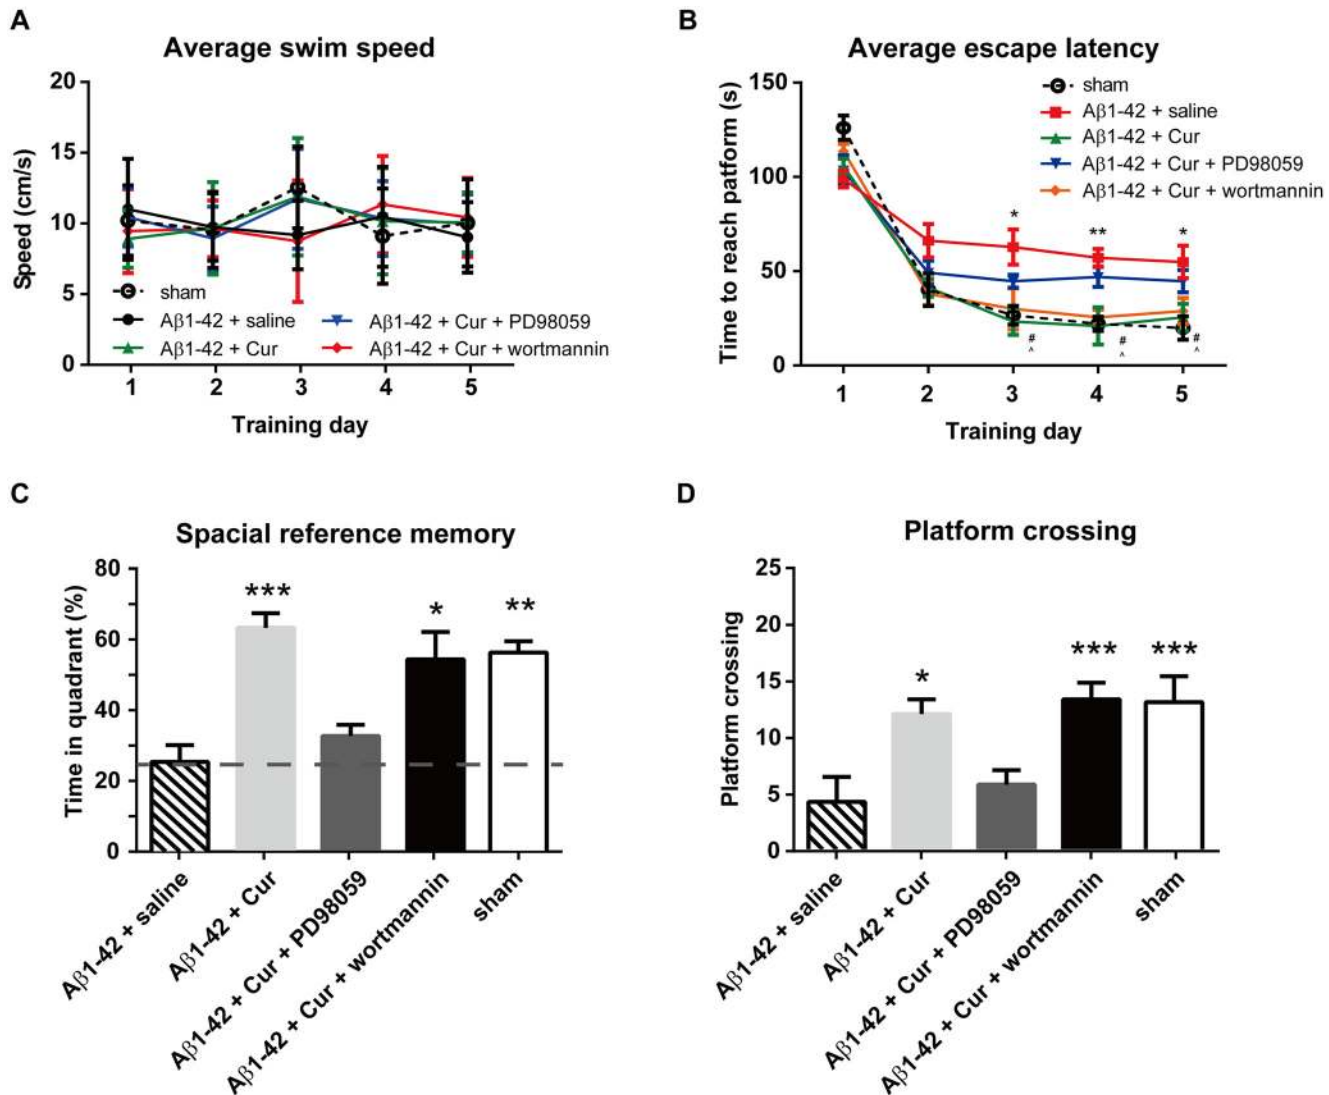 A
Average swim speed
Speed (cm/s)
20
15
10
5
0
sham
Aβ1-42 + saline
Aβ1-42 + Cur + PD98059
Aβ1-42 + Cur
Aβ1-42 + Cur + wortmannin
1 2 3 4 5
Training day
B
Average escape latency
Time to reach patform (s)
150
100
50
0
sham
Aβ1-42 + saline
Aβ1-42 + Cur
Aβ1-42 + Cur + PD98059
Aβ1-42 + Cur + wortmannin
* ** *
# # #
^ ^ ^
1 2 3 4 5
Training day
C
Spacial reference memory
Time in quadrant (%)
80
60
40
20
0
*** * **
Aβ1-42 + saline
Aβ1-42 + Cur
Aβ1-42 + Cur + PD98059
Aβ1-42 + Cur + wortmannin
sham
D
Platform crossing
Platform crossing
25
20
15
10
5
0
* *** ***
Aβ1-42 + saline
Aβ1-42 + Cur
Aβ1-42 + Cur + PD98059
Aβ1-42 + Cur + wortmannin
sham